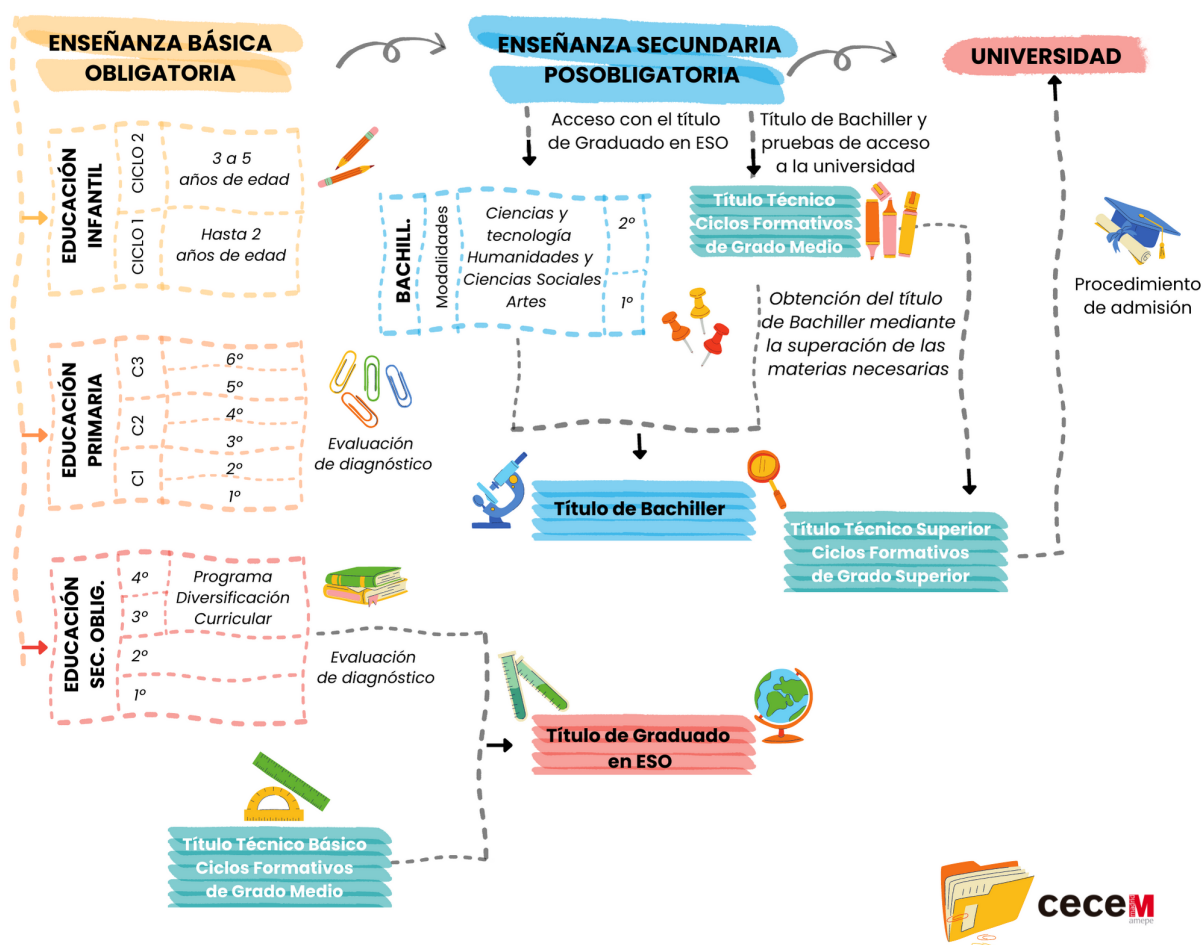 ENSEÑANZA BÁSICA
OBLIGATORIA
ENSEÑANZA SECUNDARIA
POSOBLIGATORIA
UNIVERSIDAD
EDUCACIÓN
INFANTIL
CICLO 2
3 a 5
años de edad
CICLO 1
Hasta 2
años de edad
EDUCACIÓN
PRIMARIA
C3
6º
5º
C2
4º
3º
C1
2º
1º
Evaluación
de diagnóstico
EDUCACIÓN
SEC. OBLIG.
4º
3º
Programa
Diversificación
Curricular
2º
1º
Evaluación
de diagnóstico
Título Técnico Básico
Ciclos Formativos
de Grado Medio
Título de Graduado
en ESO
Acceso con el título
de Graduado en ESO
Título de Bachiller y
pruebas de acceso
a la universidad
BACHILL.
Modalidades
Ciencias y
tecnología
Humanidades y
Ciencias Sociales
Artes
2º
1º
Título Técnico
Ciclos Formativos
de Grado Medio
Obtención del título
de Bachiller mediante
la superación de las
materias necesarias
Título de Bachiller
Título Técnico Superior
Ciclos Formativos
de Grado Superior
Procedimiento
de admisión
ceceM
amepe